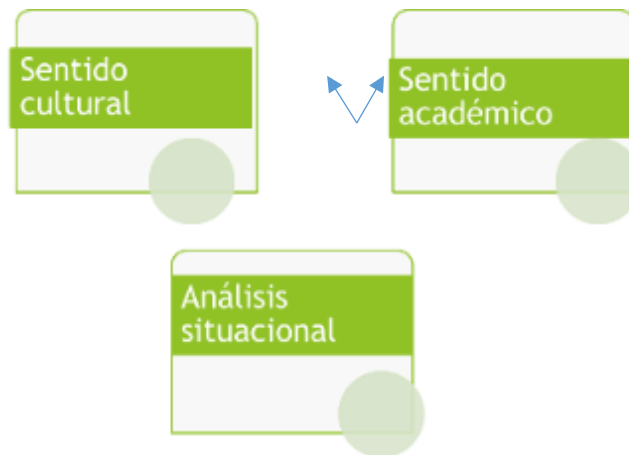 Sentido
cultural
Sentido
académico
Análisis
situacional